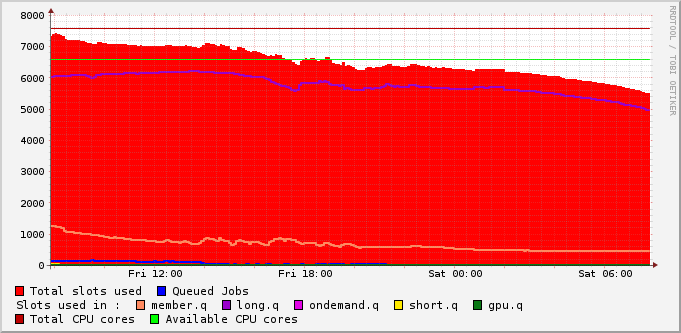 RRDTOOL / TOBI OETIKER
8000
7000
6000
5000
4000
3000
2000
1000
0
Fri 12:00 Fri 18:00 Sat 00:00 Sat 06:00
Total slots used Queued Jobs
Slots used in : member.q long.q ondemand.q short.q gpu.q
Total CPU cores Available CPU cores